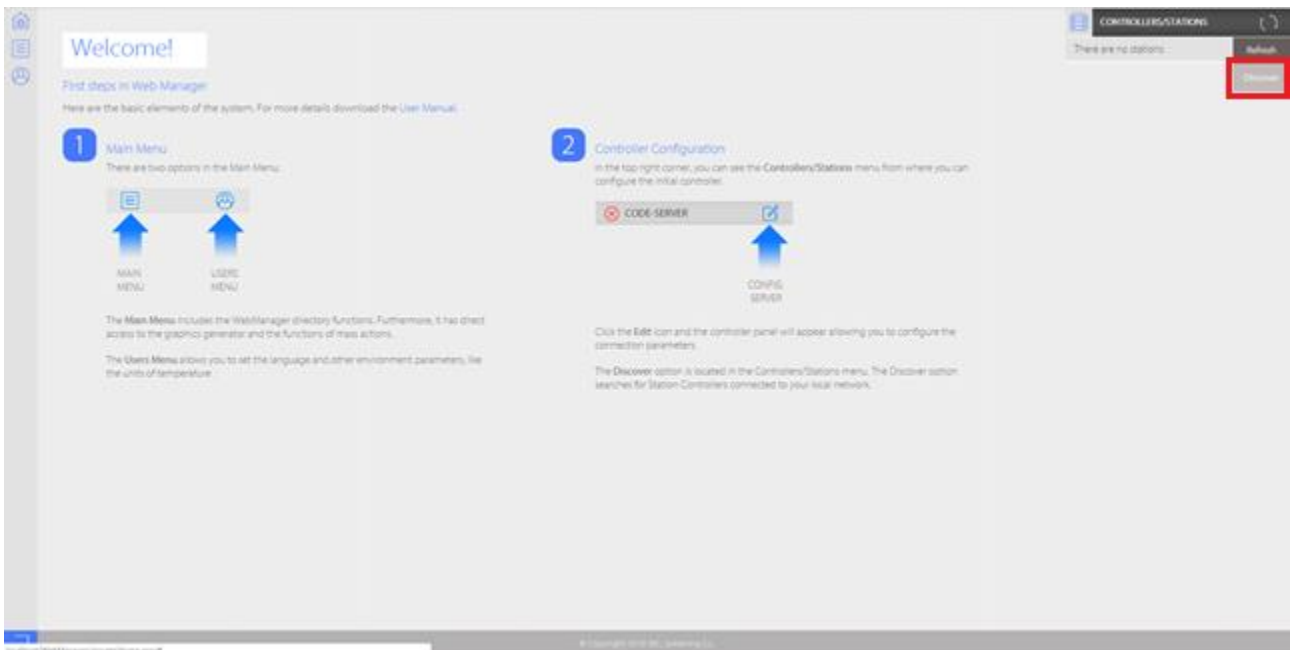 CONTROLLERS/STATIONS
There are no stations
Refresh
Discover
Welcome!
First steps in Web Manager
Here are the basic elements of the system. For more details download the User Manual.
1
Main Menu
There are two options in the Main Menu:
MAIN
MENU
USERS
MENU
The Main Menu includes the WebManager directory functions. Furthermore, it has direct
access to the graphics generator and the functions of mass actions.
The Users Menu allows you to set the language and other environment parameters, like
the units of temperature.
2
Controller Configuration
In the top right corner, you can see the Controllers/Stations menu from where you can
configure the initial controller.
CODE-SERVER
CONFIG
SERVER
Click the Edit icon and the controller panel will appear allowing you to configure the
connection parameters.
The Discover option is located in the Controllers/Stations menu. The Discover option
searches for Station Controllers connected to your local network.